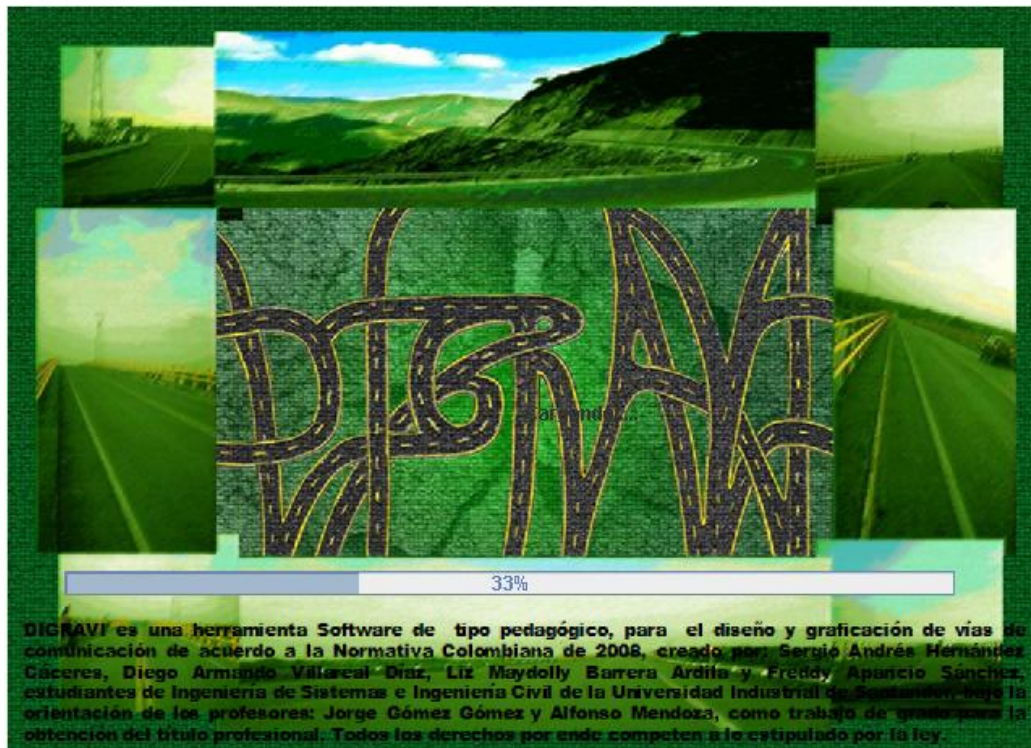 DIGRAVI
Cargando...
33%
DIGRAVI es una herramienta Software de tipo pedagógico, para el diseño y graficación de vías de
comunicación de acuerdo a la Normativa Colombiana de 2008, creado por: Sergio Andrés Hernández
Cáceres, Diego Armando Villareal Díaz, Liz Maydolly Barrera Ardila y Freddy Aparicio Sánchez,
estudiantes de Ingeniería de Sistemas e Ingeniería Civil de la Universidad Industrial de Santander, bajo la
orientación de los profesores: Jorge Gómez Gómez y Alfonso Mendoza, como trabajo de grado para la
obtención del título profesional. Todos los derechos por ende competen a lo estipulado por la ley.